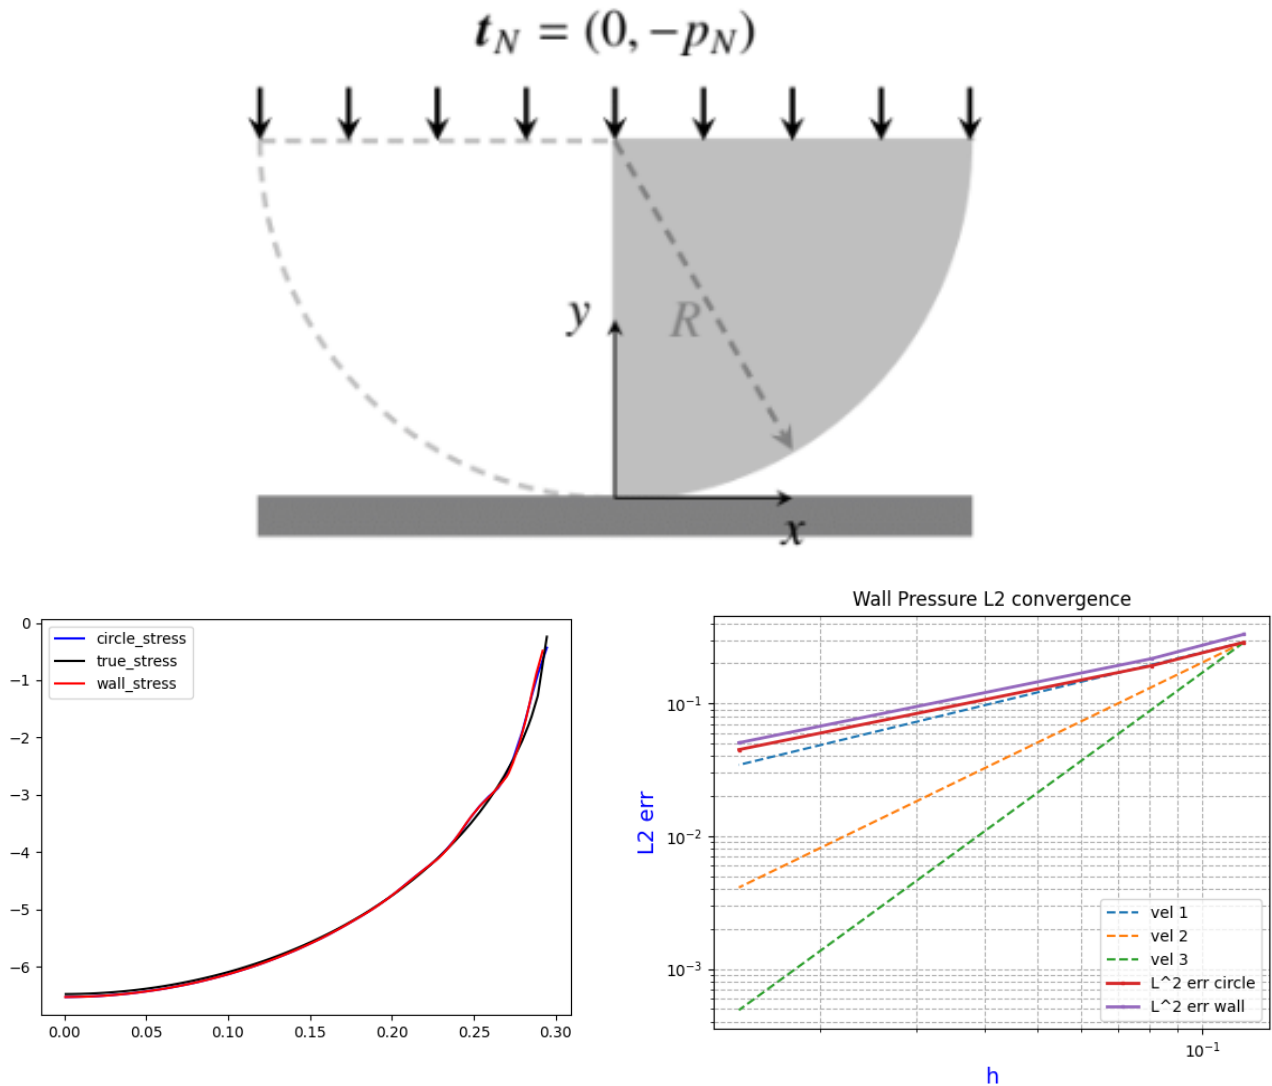 t_N = (0, −p_N)
y
R
x
circle_stress
true_stress
wall_stress
0
−1
−2
−3
−4
−5
−6
0.00 0.05 0.10 0.15 0.20 0.25 0.30
Wall Pressure L2 convergence
L2 err
10⁻¹
10⁻²
10⁻³
vel 1
vel 2
vel 3
L^2 err circle
L^2 err wall
10⁻¹
h